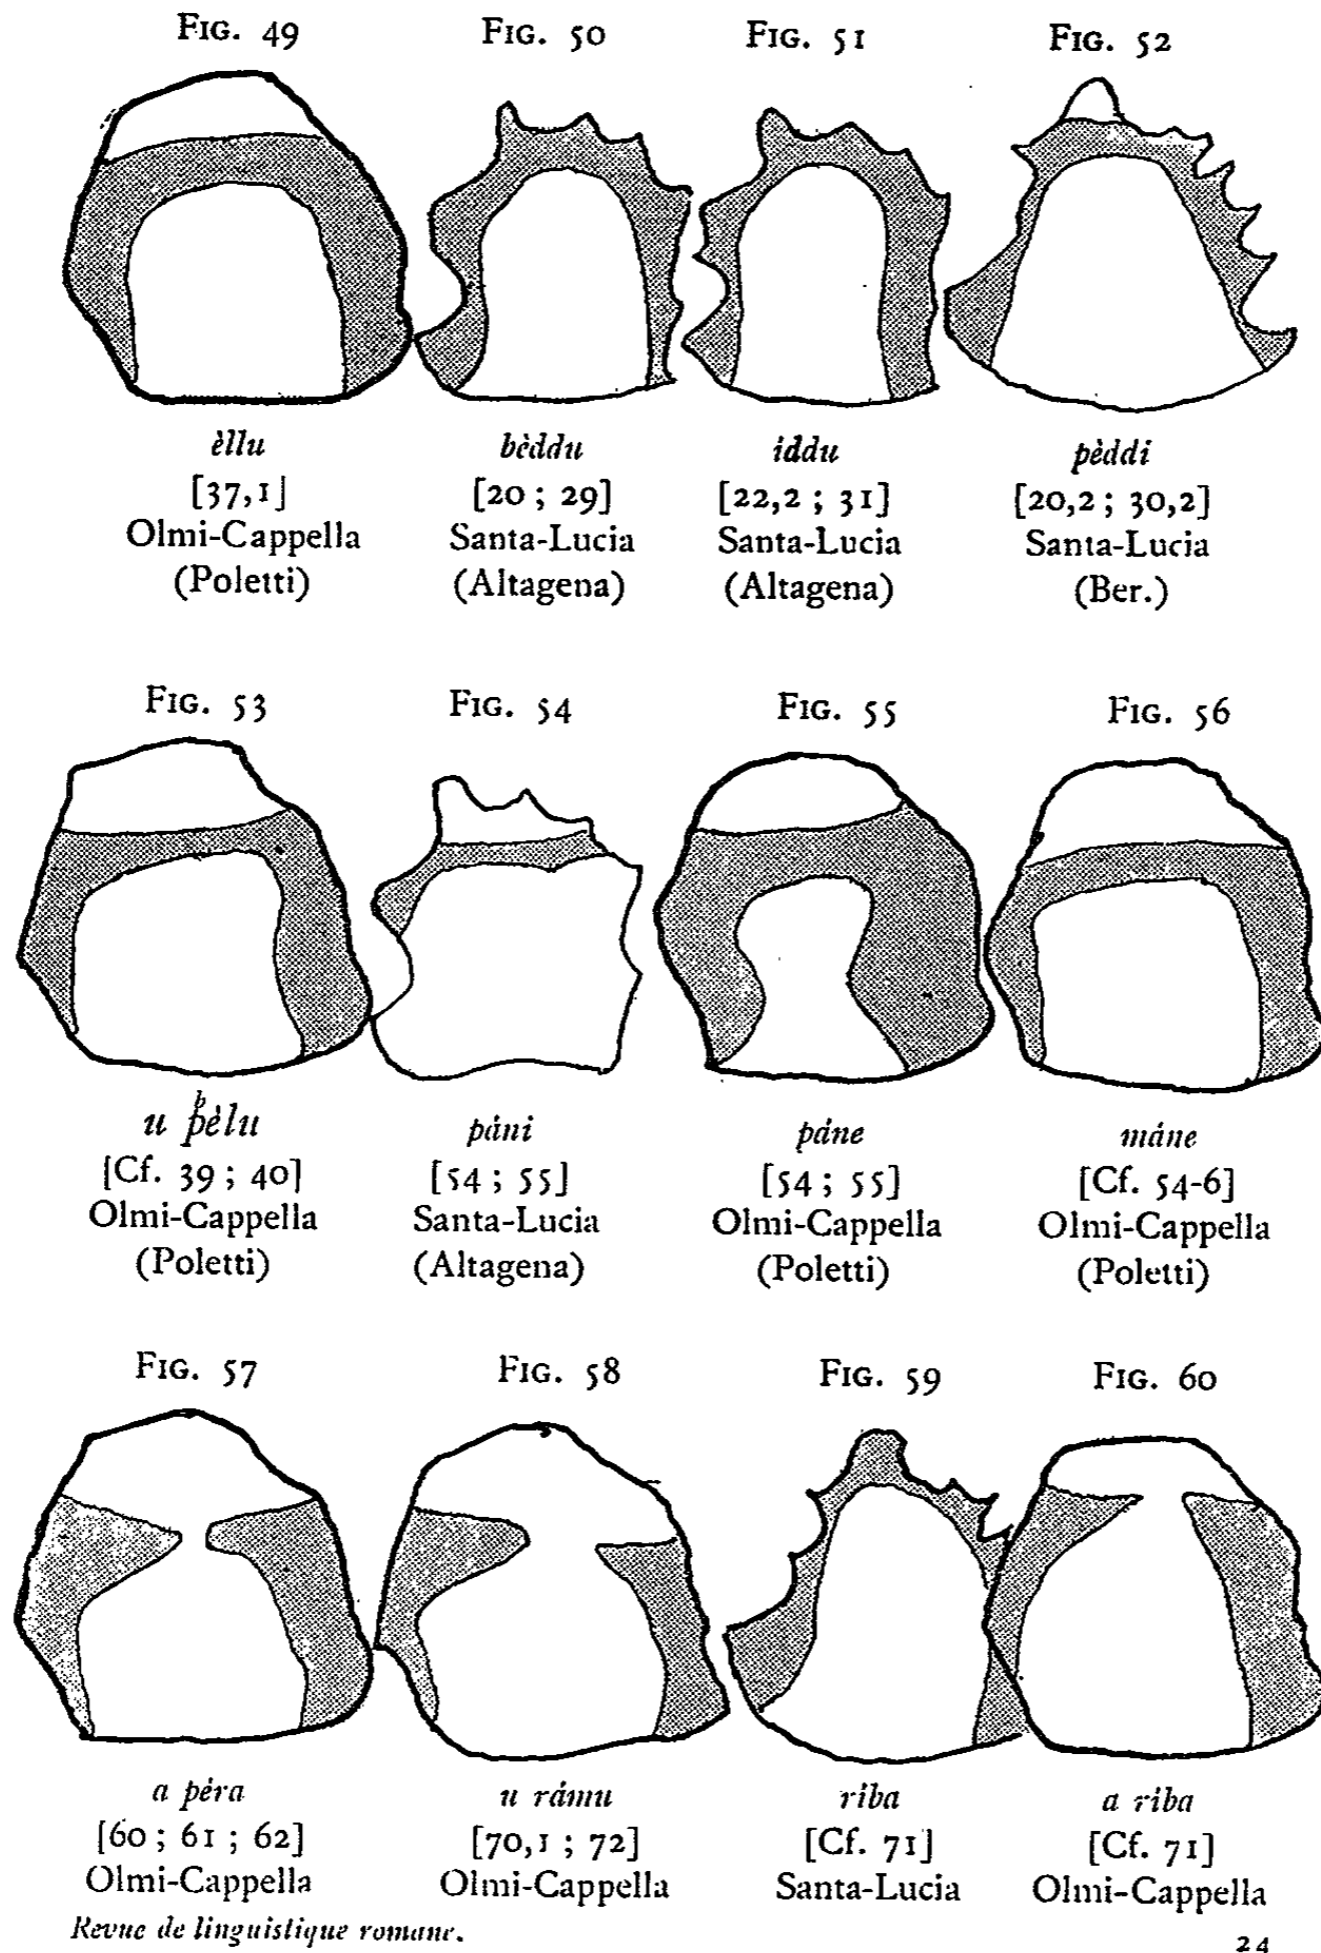 FIG. 49 FIG. 50 FIG. 51 FIG. 52
èllu bèddu iddu pèddi
[37,1] [20 ; 29] [22,2 ; 31] [20,2 ; 30,2]
Olmi-Cappella Santa-Lucia Santa-Lucia Santa-Lucia
(Poletti) (Altagena) (Altagena) (Ber.)
FIG. 53 FIG. 54 FIG. 55 FIG. 56
b
u pèlu páni páne máne
[Cf. 39 ; 40] [54 ; 55] [54 ; 55] [Cf. 54-6]
Olmi-Cappella Santa-Lucia Olmi-Cappella Olmi-Cappella
(Poletti) (Altagena) (Poletti) (Poletti)
FIG. 57 FIG. 58 FIG. 59 FIG. 60
a péra u rámu riba a riba
[60 ; 61 ; 62] [70,1 ; 72] [Cf. 71] [Cf. 71]
Olmi-Cappella Olmi-Cappella Santa-Lucia Olmi-Cappella
Revue de linguistique romane. 24